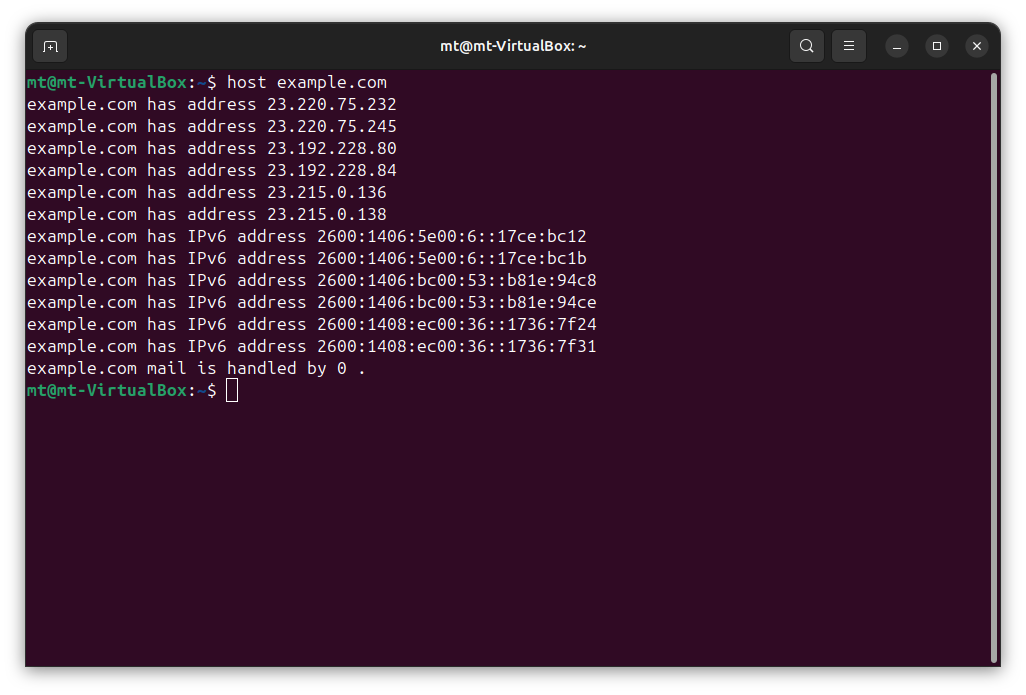 mt@mt-VirtualBox: ~
mt@mt-VirtualBox:~$ host example.com
example.com has address 23.220.75.232
example.com has address 23.220.75.245
example.com has address 23.192.228.80
example.com has address 23.192.228.84
example.com has address 23.215.0.136
example.com has address 23.215.0.138
example.com has IPv6 address 2600:1406:5e00:6::17ce:bc12
example.com has IPv6 address 2600:1406:5e00:6::17ce:bc1b
example.com has IPv6 address 2600:1406:bc00:53::b81e:94c8
example.com has IPv6 address 2600:1406:bc00:53::b81e:94ce
example.com has IPv6 address 2600:1408:ec00:36::1736:7f24
example.com has IPv6 address 2600:1408:ec00:36::1736:7f31
example.com mail is handled by 0 .
mt@mt-VirtualBox:~$